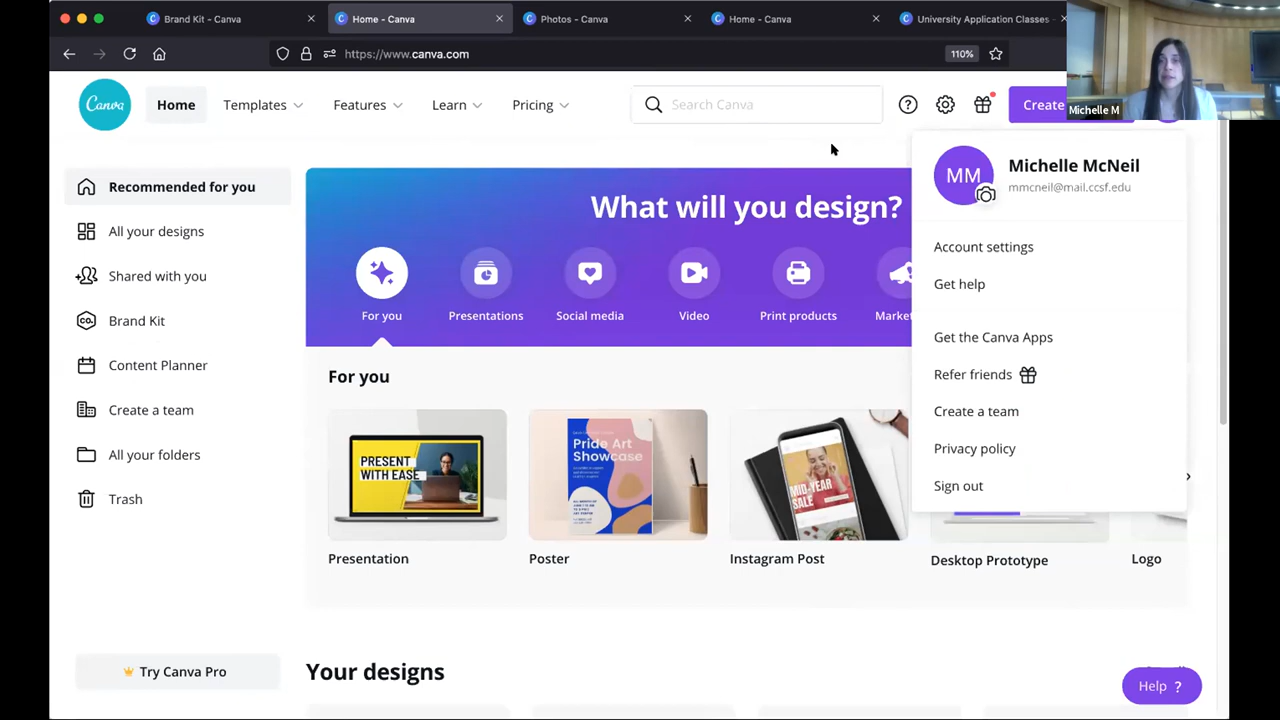 Brand Kit - Canva
Home - Canva
Photos - Canva
Home - Canva
University Application Classes -
https://www.canva.com
110%
Michelle M
Canva
Home
Templates
Features
Learn
Pricing
Search Canva
Create
Recommended for you
All your designs
Shared with you
Brand Kit
Content Planner
Create a team
All your folders
Trash
Try Canva Pro
What will you design?
For you
Presentations
Social media
Video
Print products
Market
For you
PRESENT
WITH EASE
Pride Art
Showcase
MID-YEAR
SALE
Presentation
Poster
Instagram Post
Desktop Prototype
Logo
Your designs
MM
Michelle McNeil
mmcneil@mail.ccsf.edu
Account settings
Get help
Get the Canva Apps
Refer friends
Create a team
Privacy policy
Sign out
Help ?